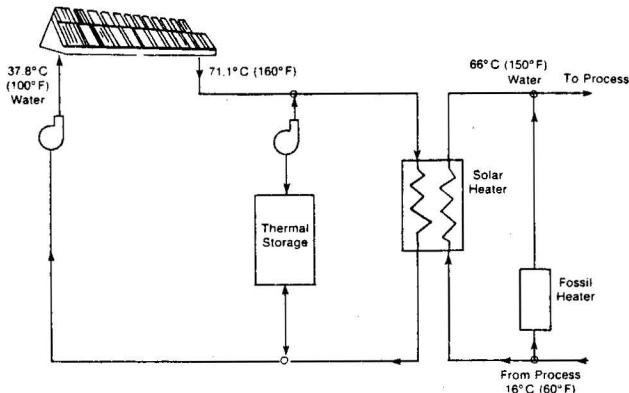 37.8°C
(100°F)
Water
71.1°C (160°F)
66°C (150°F)
Water
To Process
Solar
Heater
Thermal
Storage
Fossil
Heater
From Process
16°C (60°F)